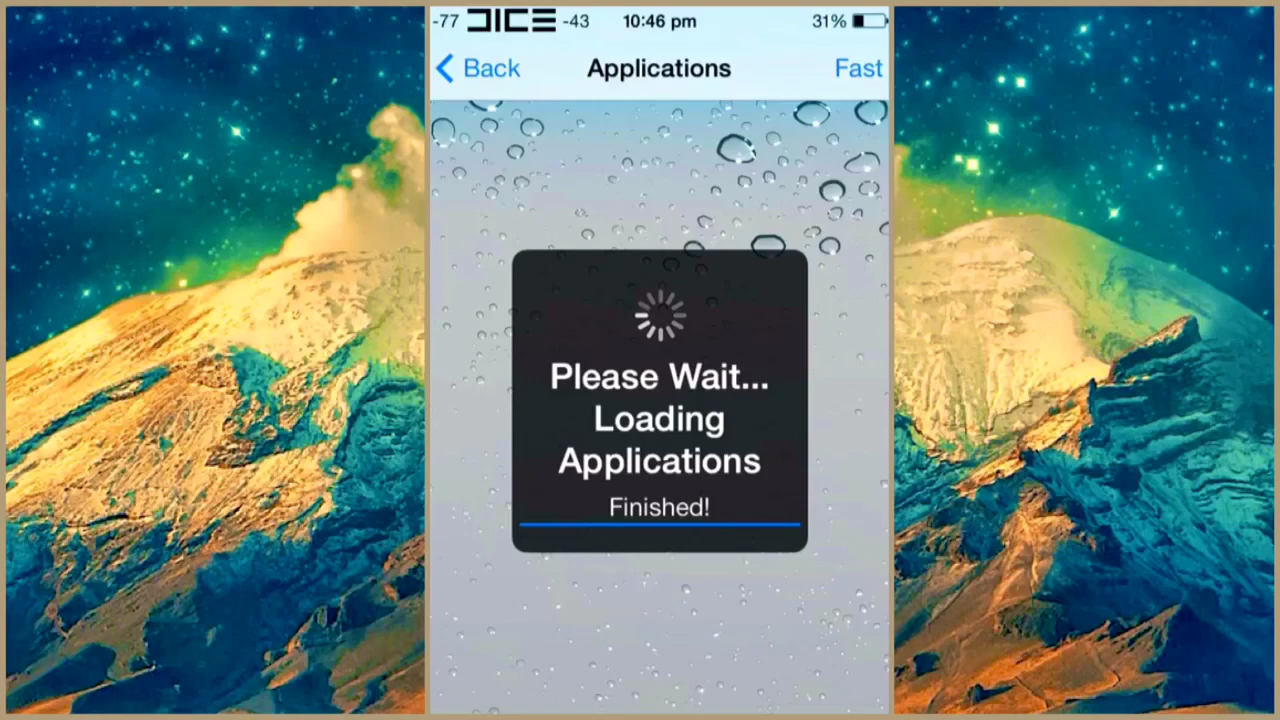 -77 DICE -43 10:46 pm 31%
Back Applications Fast
Please Wait...
Loading
Applications
Finished!